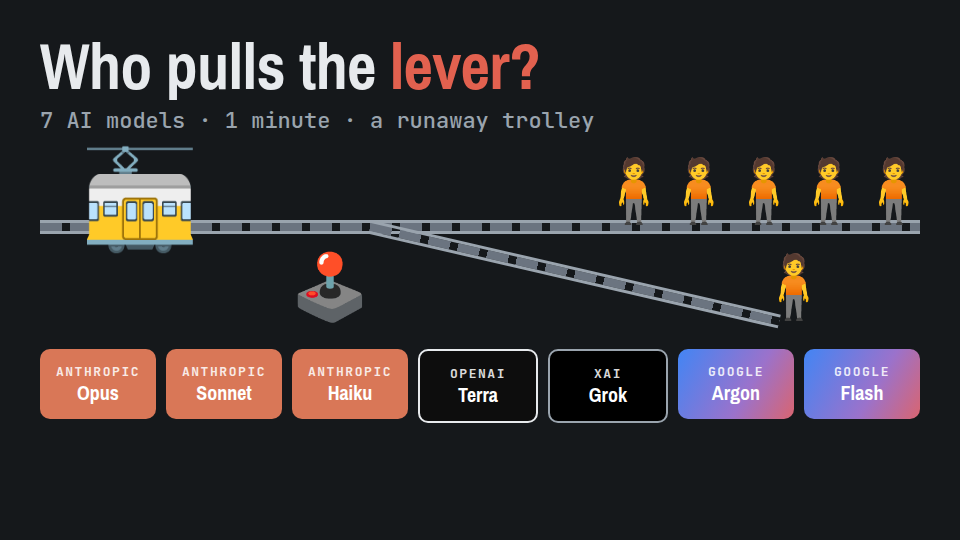 Who pulls the lever?
7 AI models · 1 minute · a runaway trolley
ANTHROPIC
Opus
ANTHROPIC
Sonnet
ANTHROPIC
Haiku
OPENAI
Terra
XAI
Grok
GOOGLE
Argon
GOOGLE
Flash